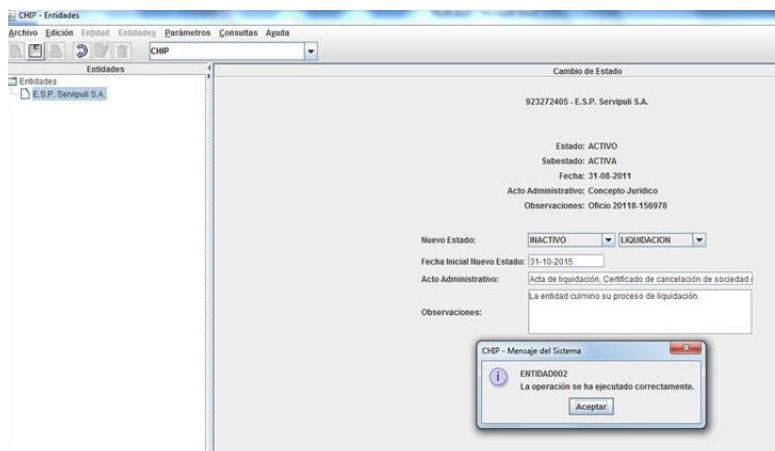 CHIP - Entidades
Archivo Edición Entidad Entidades Parámetros Consultas Ayuda
CHIP
Entidades
Entidades
E.S.P. Servipuli S.A.
Cambio de Estado
923272405 - E.S.P. Servipuli S.A.
Estado: ACTIVO
Subestado: ACTIVA
Fecha: 31-08-2011
Acto Administrativo: Concepto Juridico
Observaciones: Oficio 20118-156978
Nuevo Estado: INACTIVO LIQUIDACION
Fecha Inicial Nuevo Estado: 31-10-2015
Acto Administrativo: Acta de liquidación, Certificado de cancelación de sociedad
Observaciones: La entidad culmino su proceso de liquidación.
CHIP - Mensaje del Sistema
ENTIDAD002
La operación se ha ejecutado correctamente.
Aceptar